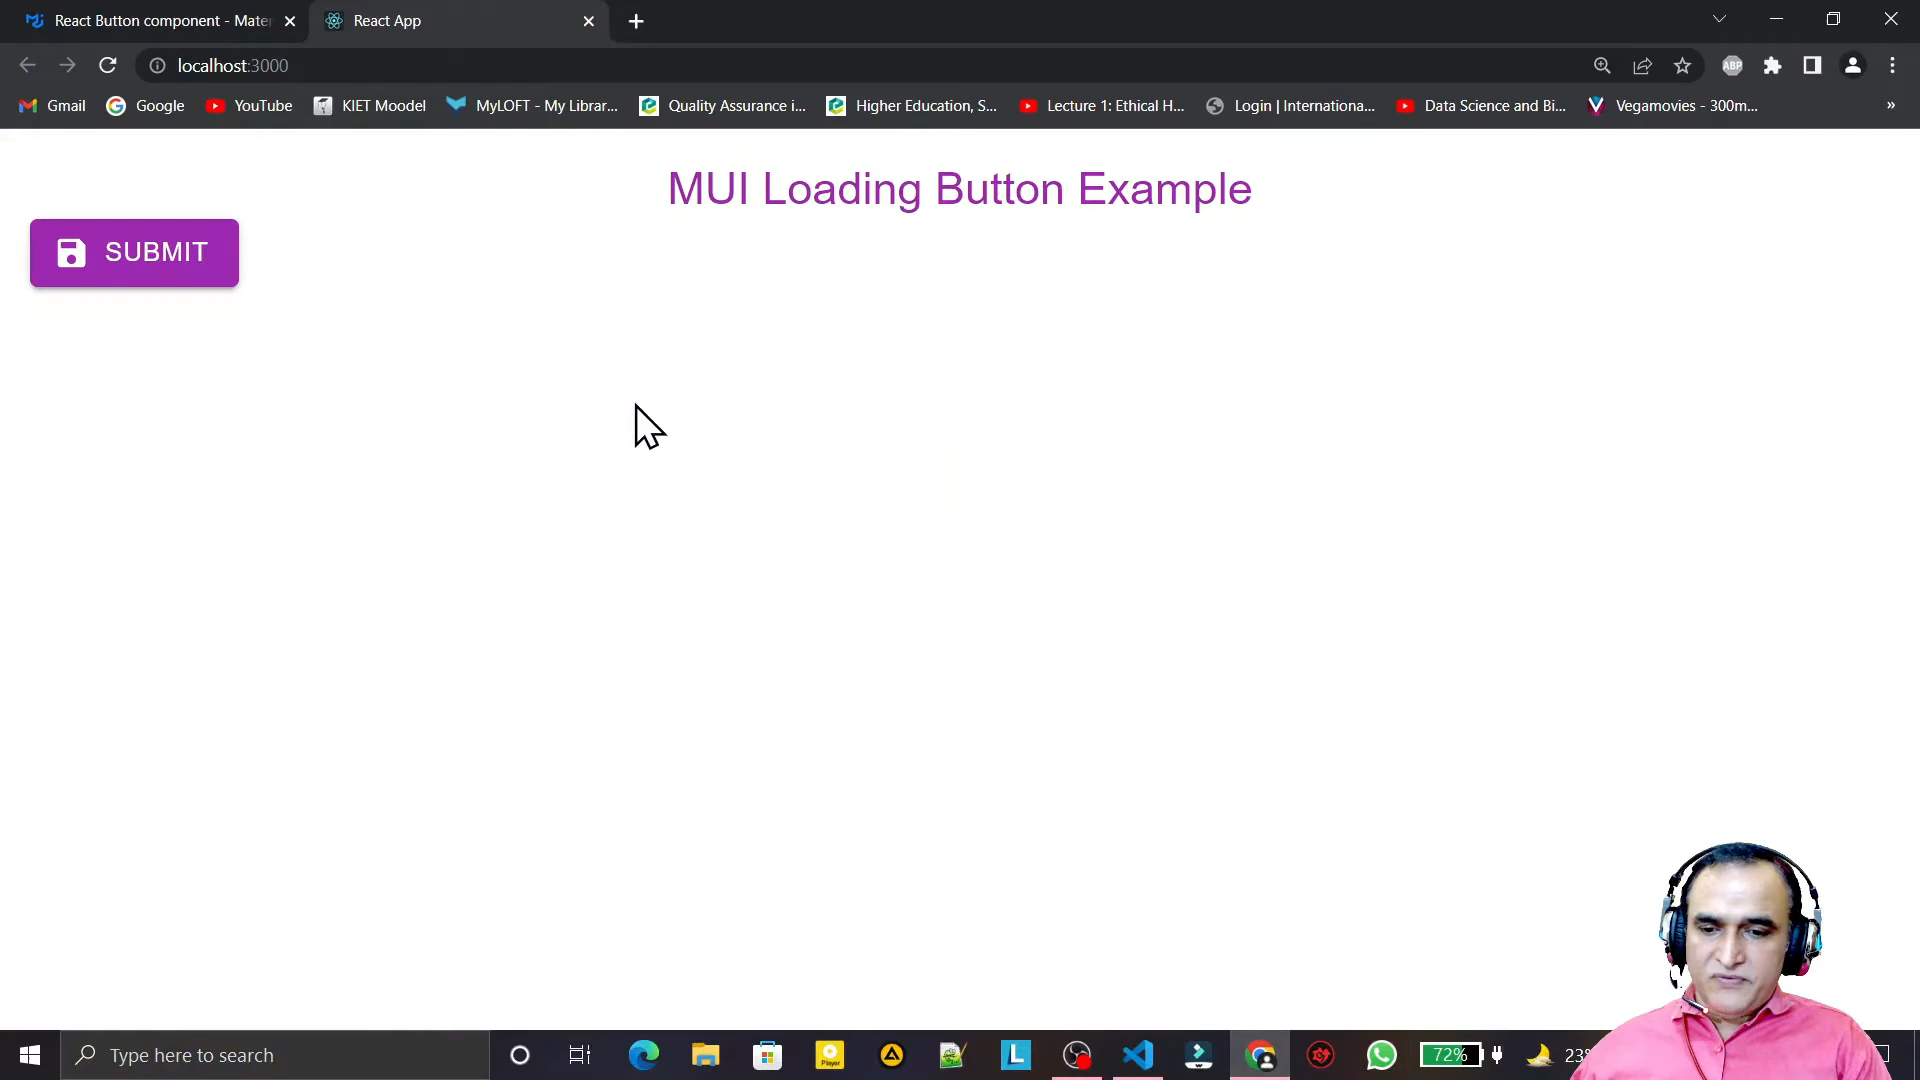 React Button component - Mater
React App
localhost:3000
ABP
Gmail
Google
YouTube
KIET Moodel
MyLOFT - My Librar...
Quality Assurance i...
Higher Education, S...
Lecture 1: Ethical H...
Login | Internationa...
Data Science and Bi...
Vegamovies - 300m...
»
MUI Loading Button Example
SUBMIT
Type here to search
Player
L
72%